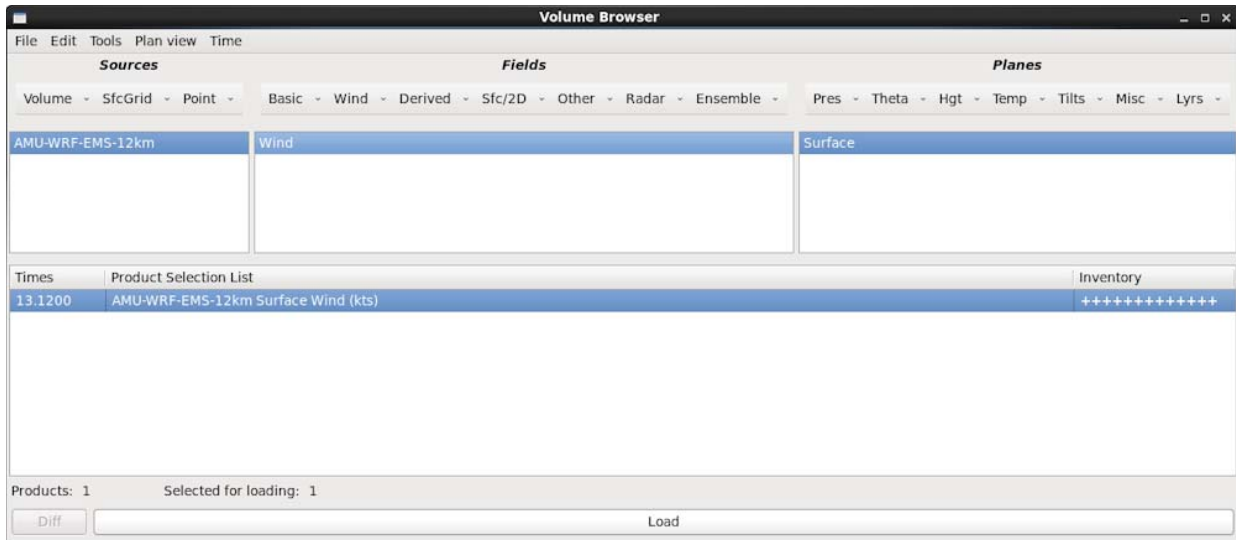 Volume Browser
File Edit Tools Plan view Time
Sources Fields Planes
Volume SfcGrid Point Basic Wind Derived Sfc/2D Other Radar Ensemble Pres Theta Hgt Temp Tilts Misc Lyrs
AMU-WRF-EMS-12km Wind Surface
Times Product Selection List Inventory
13.1200 AMU-WRF-EMS-12km Surface Wind (kts) +++++++++++++
Products: 1 Selected for loading: 1
Diff Load